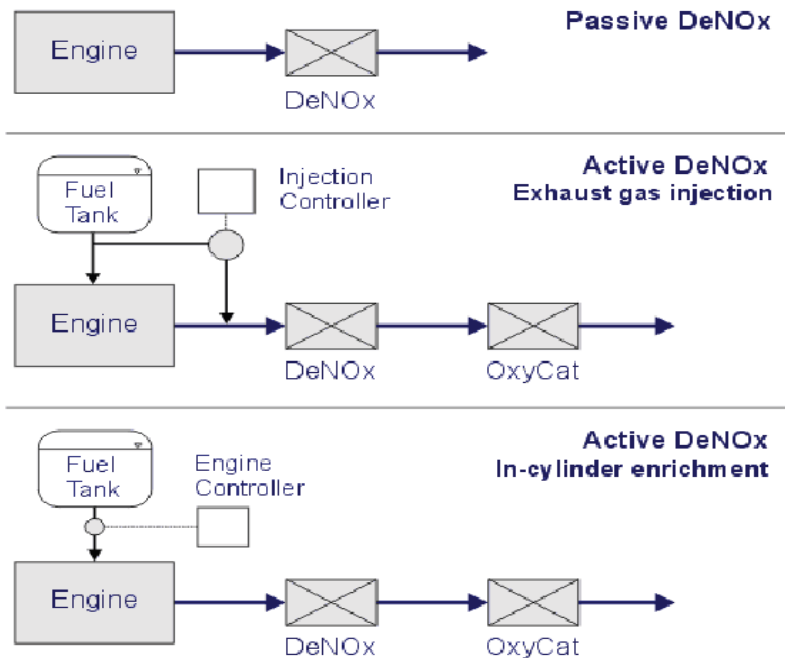 Passive DeNOx
Engine
DeNOx
Active DeNOx
Exhaust gas injection
Fuel
Tank
Injection
Controller
Engine
DeNOx
OxyCat
Active DeNOx
In-cylinder enrichment
Fuel
Tank
Engine
Controller
Engine
DeNOx
OxyCat